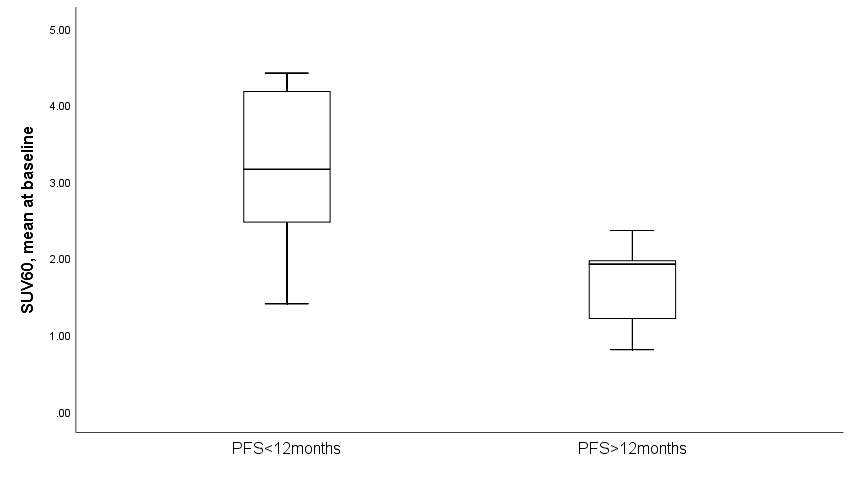 5.00
4.00
3.00
2.00
1.00
.00
SUV60, mean at baseline
PFS<12months
PFS>12months